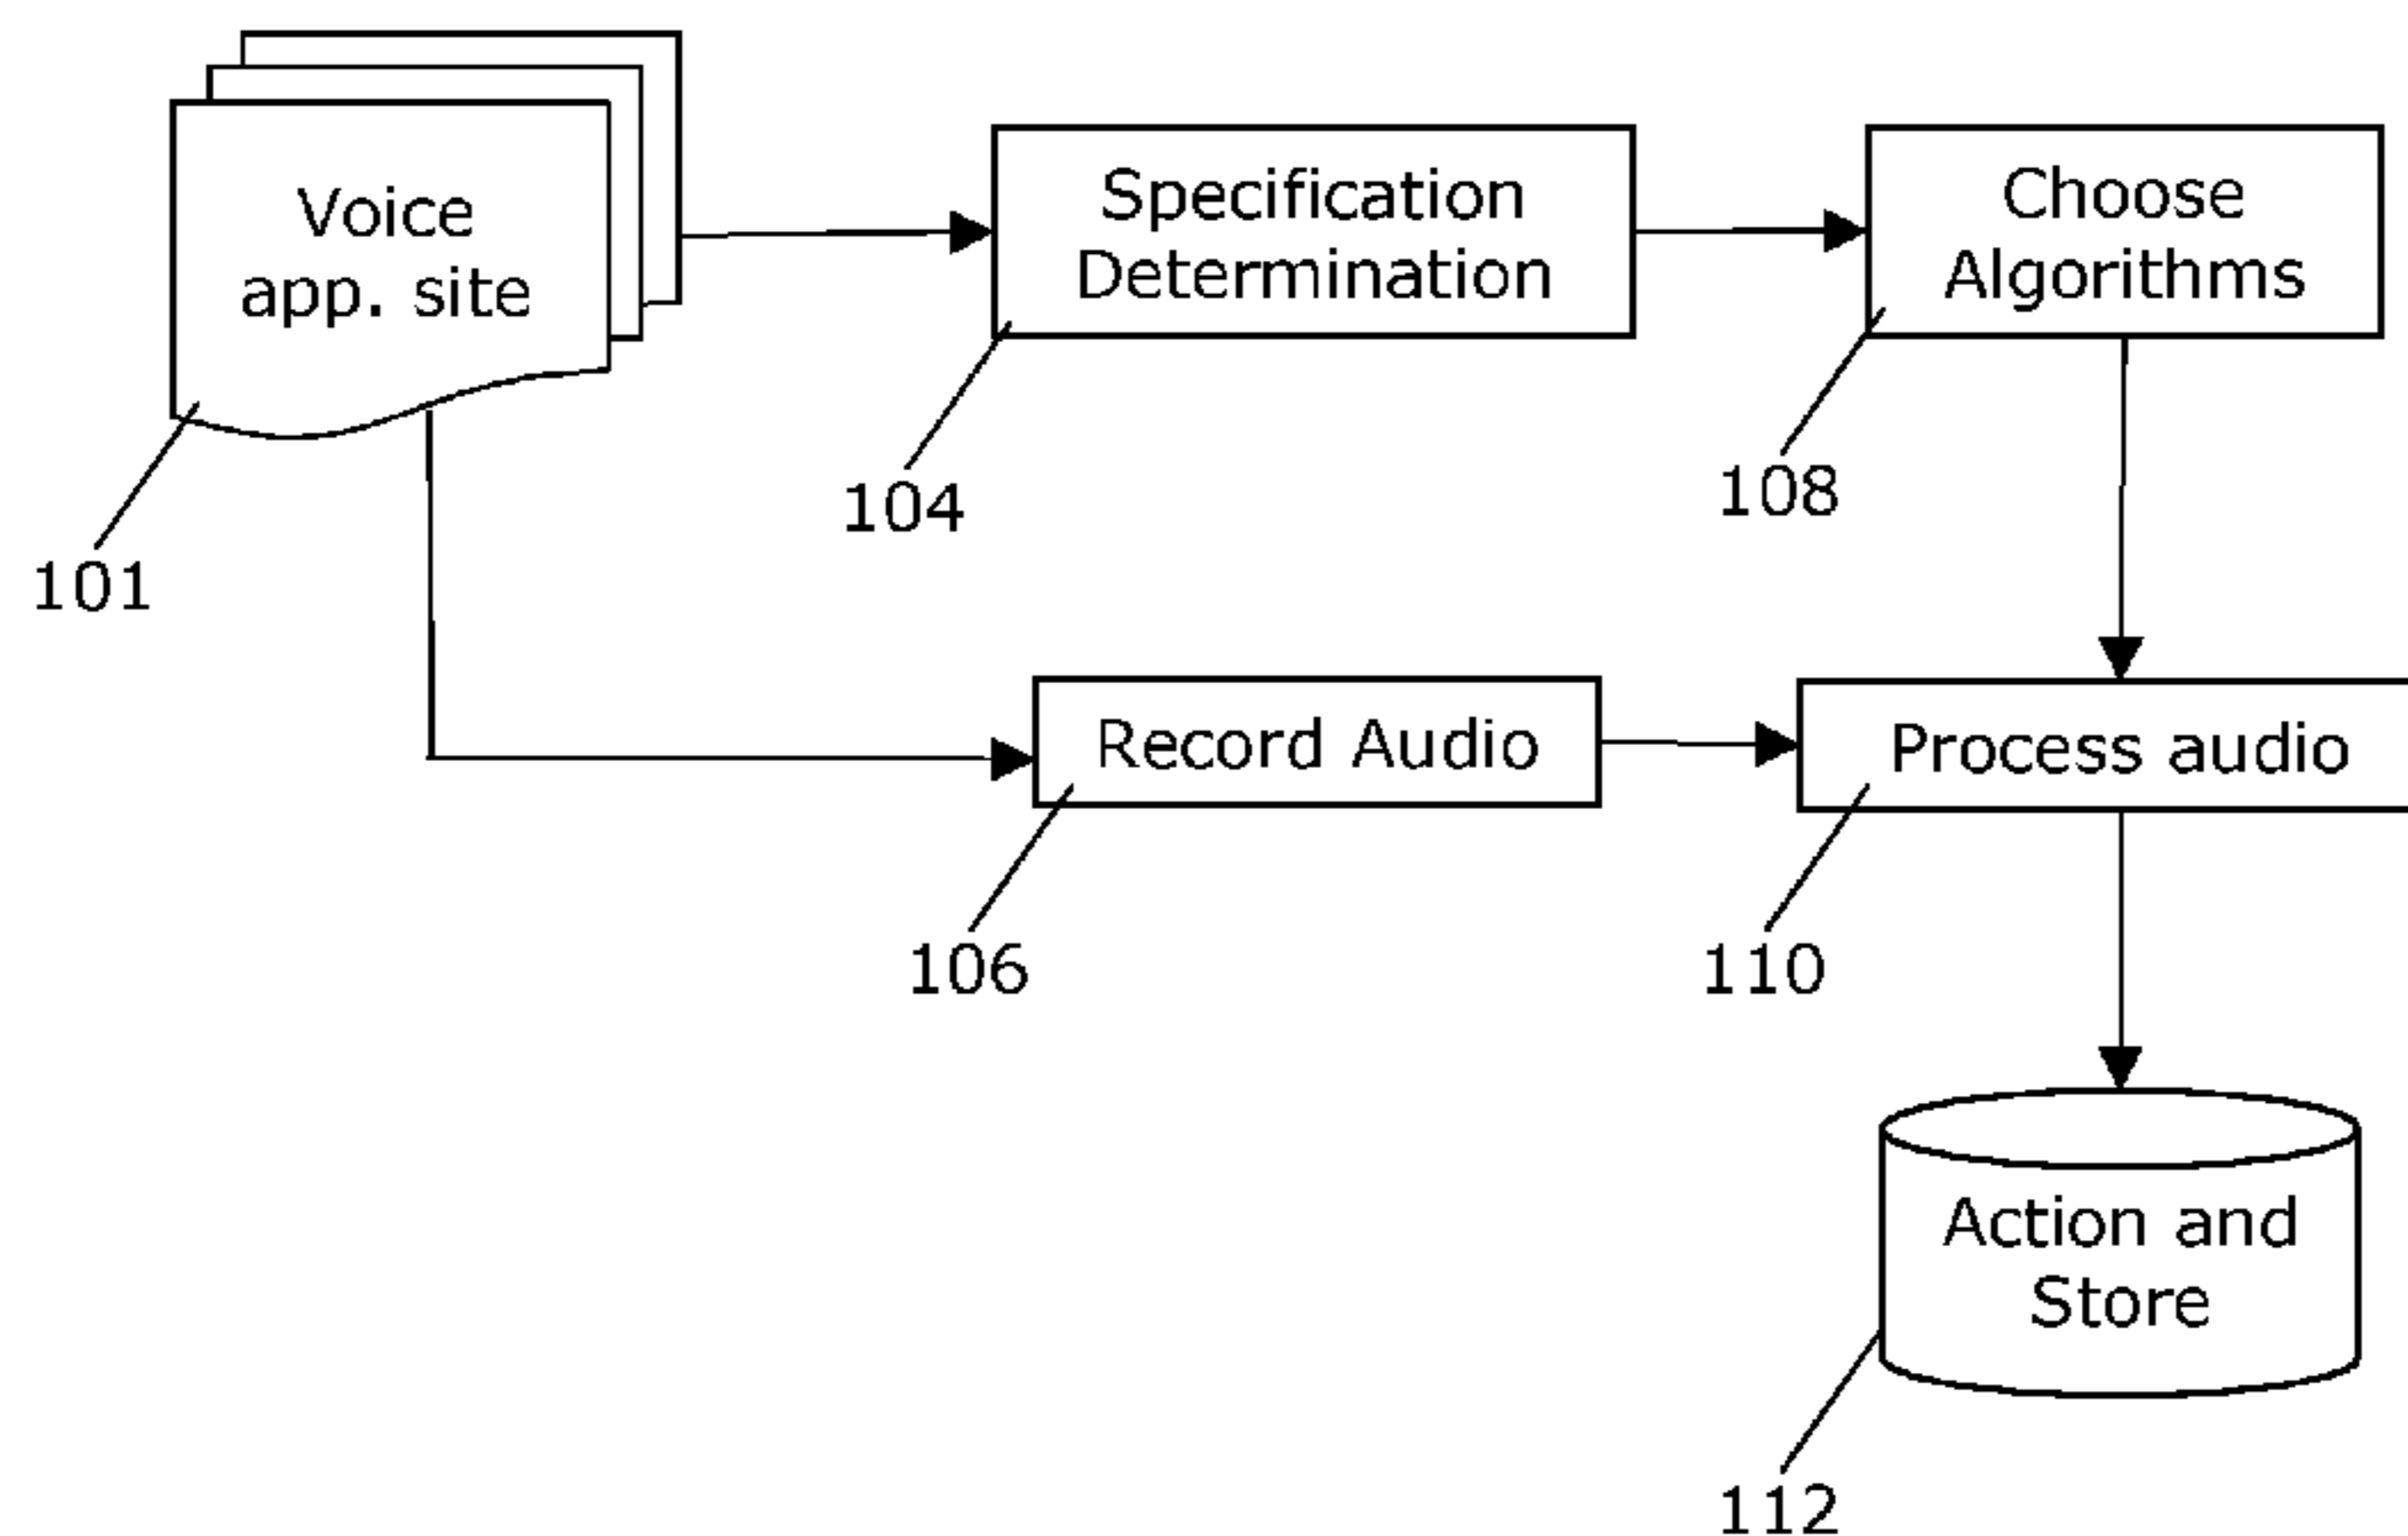 Voice
app. site
Specification
Determination
Choose
Algorithms
101
104
108
Record Audio
Process audio
106
110
Action and
Store
112